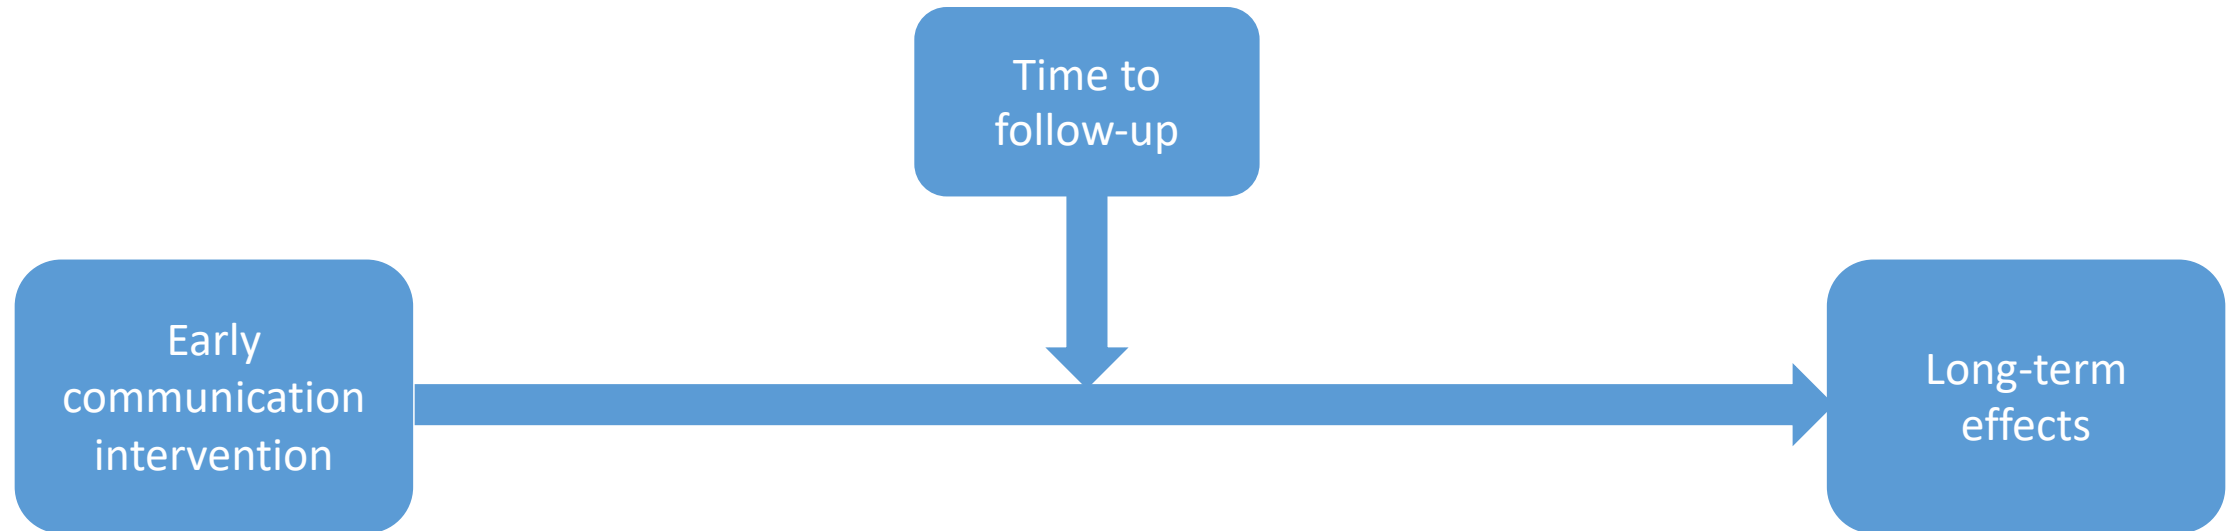 Time to
follow-up
Early
communication
intervention
Long-term
effects